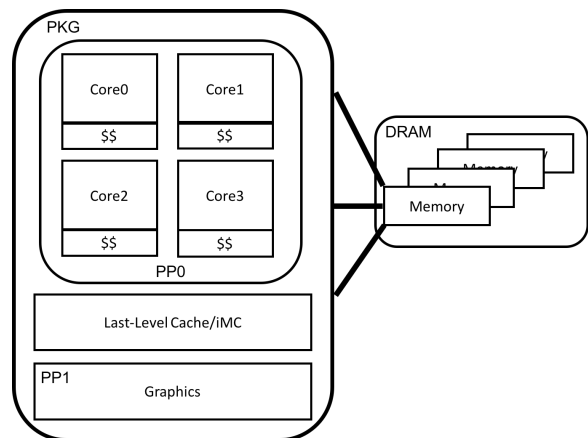 PKG
Core0
Core1
$$
$$
Core2
Core3
$$
$$
PP0
Last-Level Cache/iMC
PP1
Graphics
DRAM
Memory